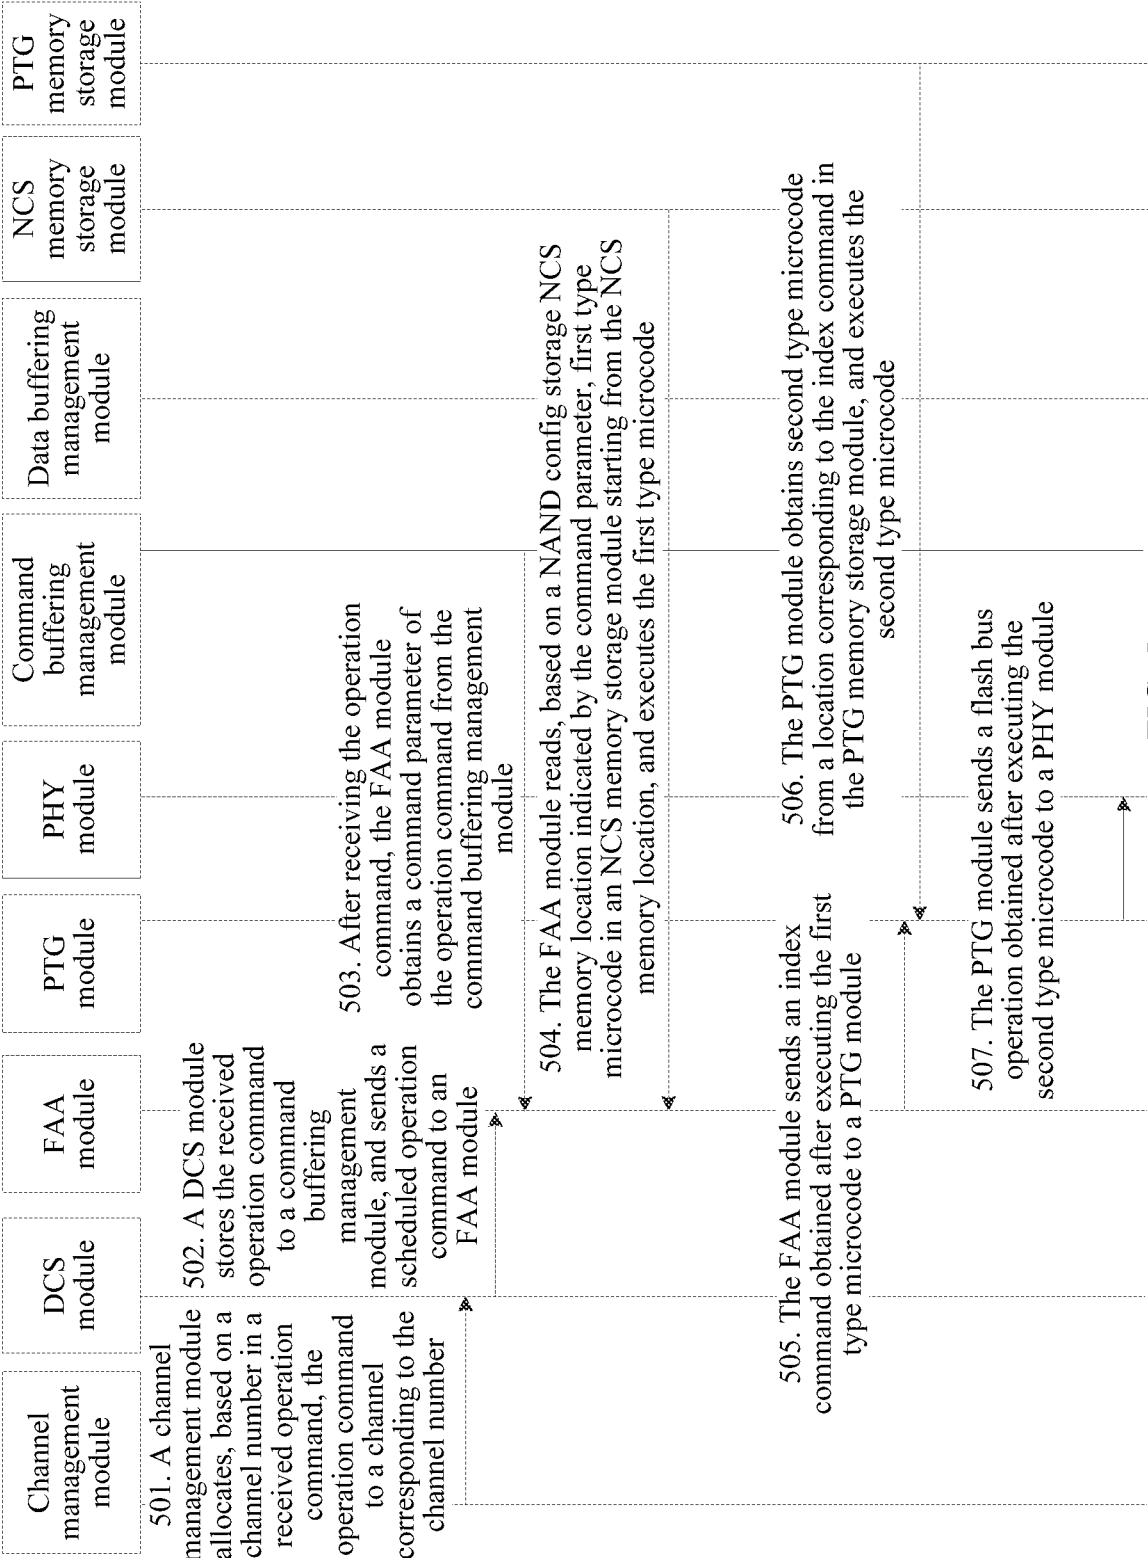 Channel
management
module
DCS
module
FAA
module
PTG
module
PHY
module
Command
buffering
management
module
Data buffering
management
module
NCS
memory
storage
module
PTG
memory
storage
module
501. A channel
management module
allocates, based on a
channel number in a
received operation
command, the
operation command
to a channel
corresponding to the
channel number
502. A DCS module
stores the received
operation command
to a command
buffering
management
module, and sends a
scheduled operation
command to an
FAA module
503. After receiving the operation
command, the FAA module
obtains a command parameter of
the operation command from the
command buffering management
module
504. The FAA module reads, based on a NAND config storage NCS
memory location indicated by the command parameter, first type
microcode in an NCS memory storage module starting from the NCS
memory location, and executes the first type microcode
505. The FAA module sends an index
command obtained after executing the first
type microcode to a PTG module
506. The PTG module obtains second type microcode
from a location corresponding to the index command in
the PTG memory storage module, and executes the
second type microcode
507. The PTG module sends a flash bus
operation obtained after executing the
second type microcode to a PHY module